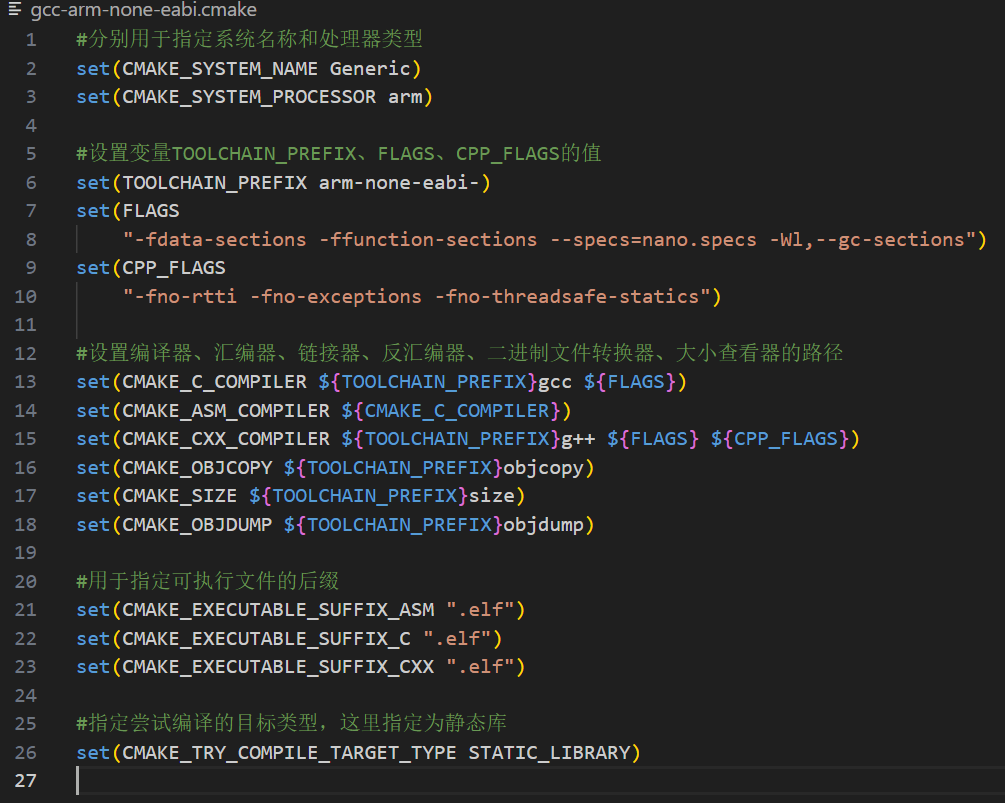 gcc-arm-none-eabi.cmake
1 #分别用于指定系统名称和处理器类型
2 set(CMAKE_SYSTEM_NAME Generic)
3 set(CMAKE_SYSTEM_PROCESSOR arm)
4
5 #设置变量TOOLCHAIN_PREFIX、FLAGS、CPP_FLAGS的值
6 set(TOOLCHAIN_PREFIX arm-none-eabi-)
7 set(FLAGS
8 "-fdata-sections -ffunction-sections --specs=nano.specs -Wl,--gc-sections")
9 set(CPP_FLAGS
10 "-fno-rtti -fno-exceptions -fno-threadsafe-statics")
11
12 #设置编译器、汇编器、链接器、反汇编器、二进制文件转换器、大小查看器的路径
13 set(CMAKE_C_COMPILER ${TOOLCHAIN_PREFIX}gcc ${FLAGS})
14 set(CMAKE_ASM_COMPILER ${CMAKE_C_COMPILER})
15 set(CMAKE_CXX_COMPILER ${TOOLCHAIN_PREFIX}g++ ${FLAGS} ${CPP_FLAGS})
16 set(CMAKE_OBJCOPY ${TOOLCHAIN_PREFIX}objcopy)
17 set(CMAKE_SIZE ${TOOLCHAIN_PREFIX}size)
18 set(CMAKE_OBJDUMP ${TOOLCHAIN_PREFIX}objdump)
19
20 #用于指定可执行文件的后缀
21 set(CMAKE_EXECUTABLE_SUFFIX_ASM ".elf")
22 set(CMAKE_EXECUTABLE_SUFFIX_C ".elf")
23 set(CMAKE_EXECUTABLE_SUFFIX_CXX ".elf")
24
25 #指定尝试编译的目标类型，这里指定为静态库
26 set(CMAKE_TRY_COMPILE_TARGET_TYPE STATIC_LIBRARY)
27